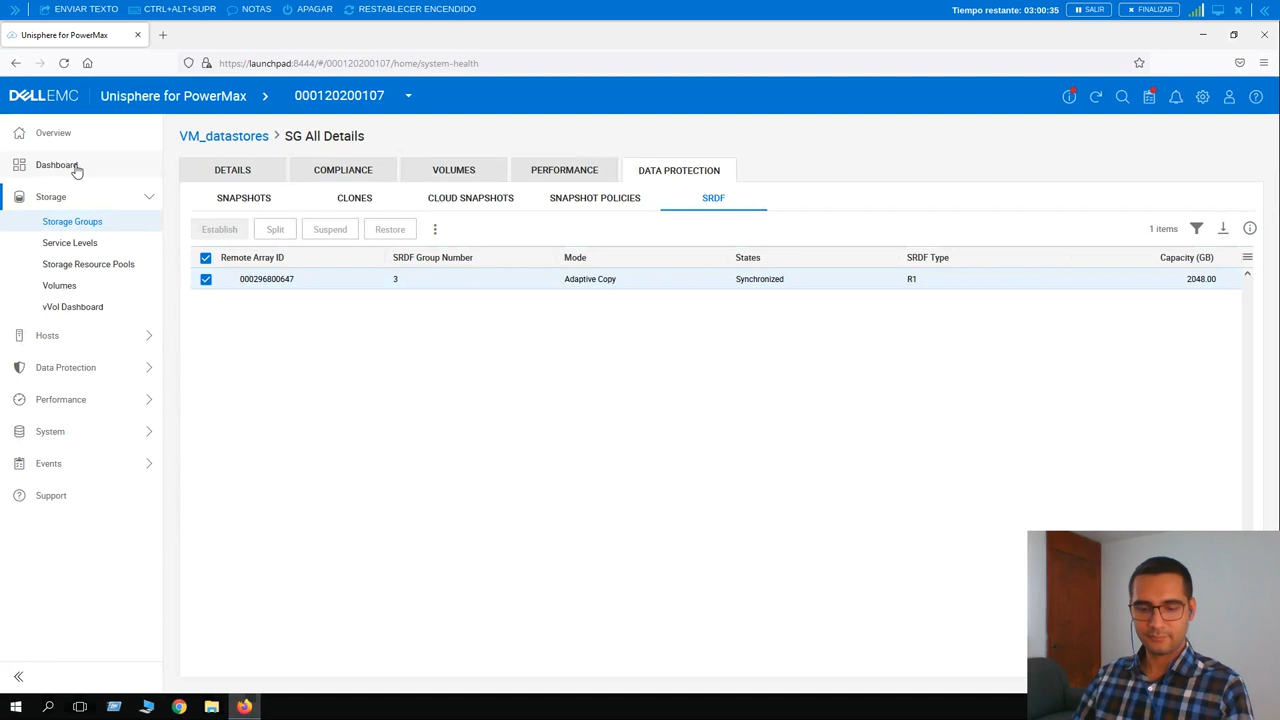 ENVIAR TEXTO CTRL+ALT+SUPR NOTAS APAGAR RESTABLECER ENCENDIDO Tiempo restante: 03:00:35 SALIR FINALIZAR
Unisphere for PowerMax
https://launchpad:8444/#/000120200107/home/system-health
DELLEMC Unisphere for PowerMax 000120200107
Overview
Dashboard
Storage
Storage Groups
Service Levels
Storage Resource Pools
Volumes
vVol Dashboard
Hosts
Data Protection
Performance
System
Events
Support
VM_datastores > SG All Details
DETAILS COMPLIANCE VOLUMES PERFORMANCE DATA PROTECTION
SNAPSHOTS CLONES CLOUD SNAPSHOTS SNAPSHOT POLICIES SRDF
Establish Split Suspend Restore 1 items
Remote Array ID SRDF Group Number Mode States SRDF Type Capacity (GB)
000296800647 3 Adaptive Copy Synchronized R1 2048.00